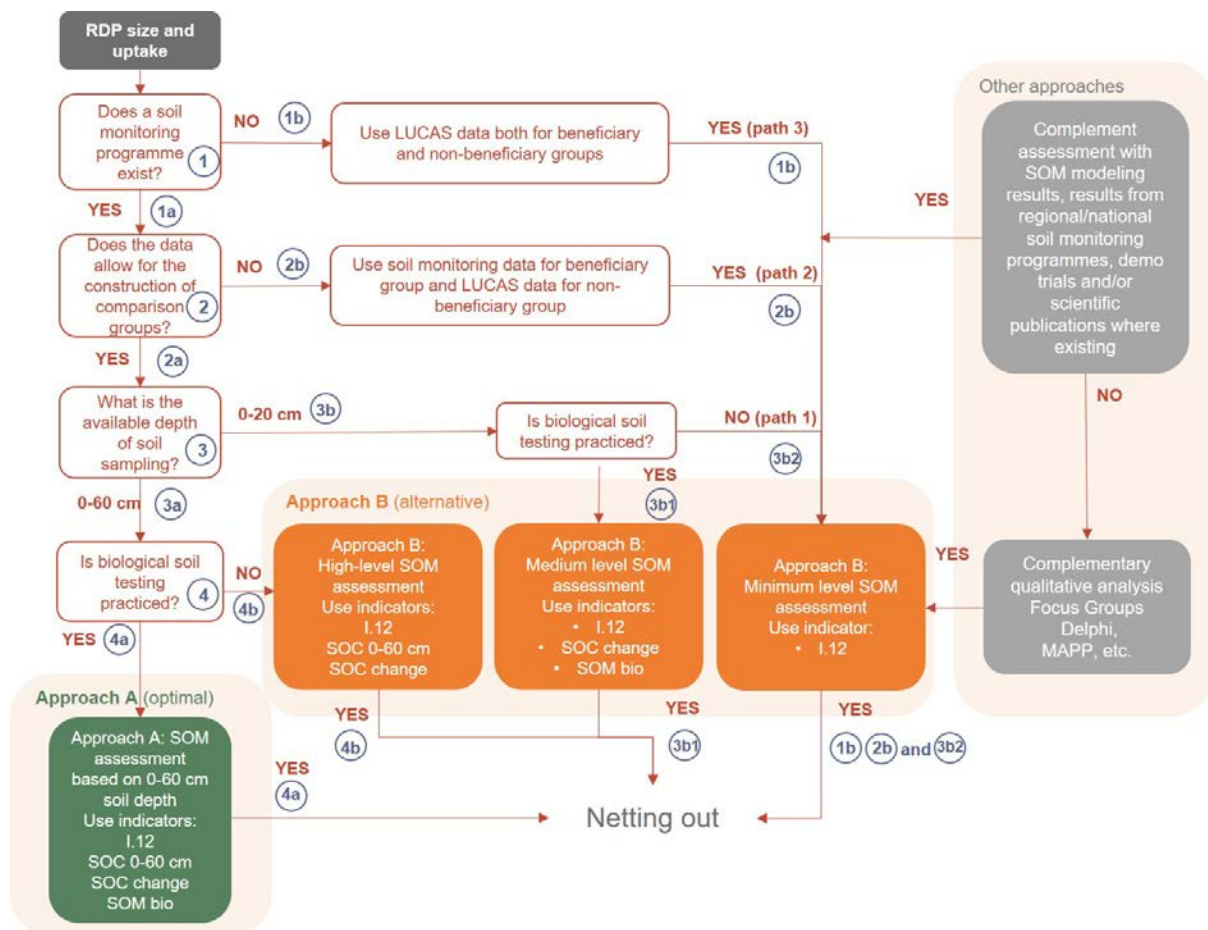 RDP size and
uptake
Does a soil
monitoring
programme
exist?
1
NO
1b
Use LUCAS data both for beneficiary
and non-beneficiary groups
YES (path 3)
1b
YES
1a
Does the data
allow for the
construction of
comparison
groups?
2
NO
2b
Use soil monitoring data for beneficiary
group and LUCAS data for non-
beneficiary group
YES (path 2)
2b
YES
2a
What is the
available depth
of soil
sampling?
3
0-20 cm
3b
Is biological soil
testing practiced?
NO (path 1)
3b2
YES
3b1
0-60 cm
3a
Is biological soil
testing
practiced?
4
NO
4b
YES
4a
Approach B (alternative)
Approach B:
High-level SOM
assessment
Use indicators:
I.12
SOC 0-60 cm
SOC change
Approach B:
Medium level SOM
assessment
Use indicators:
• I.12
• SOC change
• SOM bio
Approach B:
Minimum level SOM
assessment
Use indicator:
• I.12
Other approaches
Complement
assessment with
SOM modeling
results, results from
regional/national
soil monitoring
programmes, demo
trials and/or
scientific
publications where
existing
YES
NO
Complementary
qualitative analysis
Focus Groups
Delphi,
MAPP, etc.
YES
Approach A (optimal)
Approach A: SOM
assessment
based on 0-60 cm
soil depth
Use indicators:
I.12
SOC 0-60 cm
SOC change
SOM bio
YES
4a
YES
4b
YES
3b1
YES
1b 2b and 3b2
Netting out